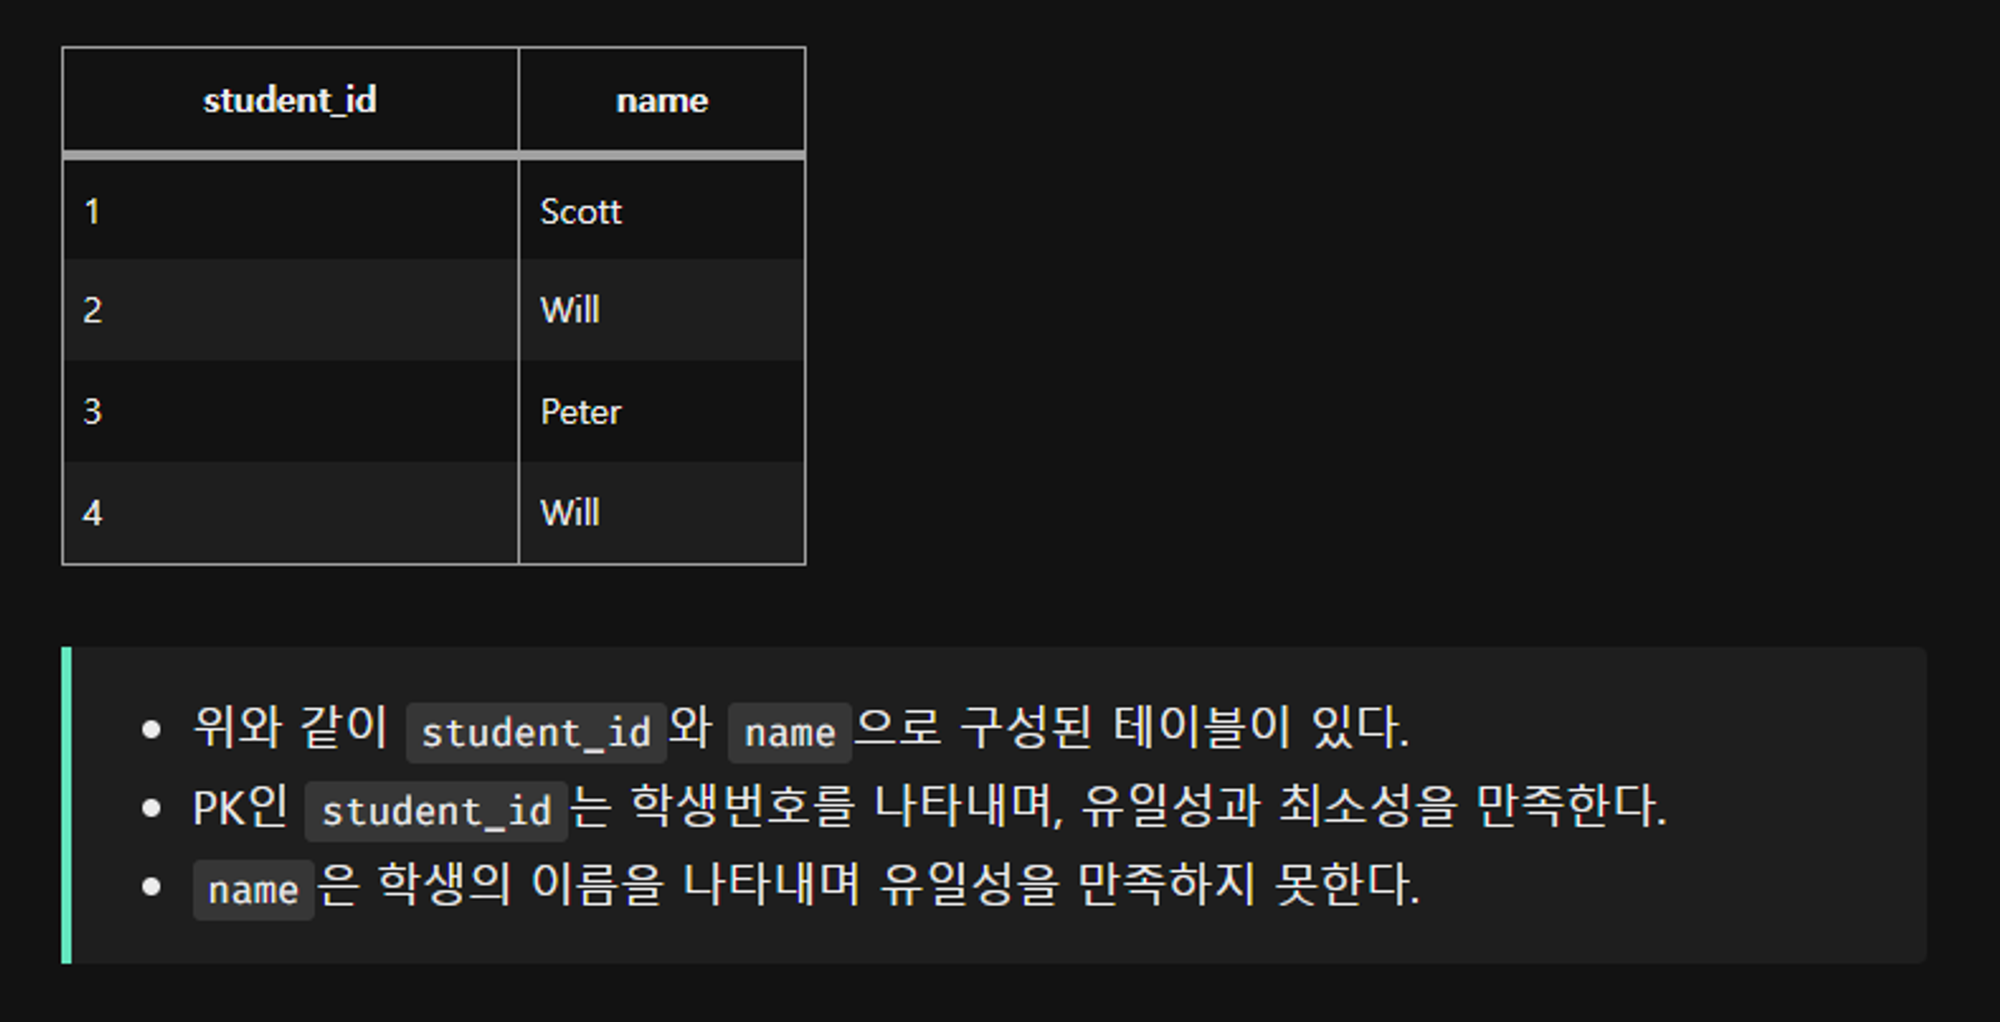 student_id name
1 Scott
2 Will
3 Peter
4 Will
위와 같이 student_id와 name으로 구성된 테이블이 있다.
PK인 student_id는 학생번호를 나타내며, 유일성과 최소성을 만족한다.
name은 학생의 이름을 나타내며 유일성을 만족하지 못한다.